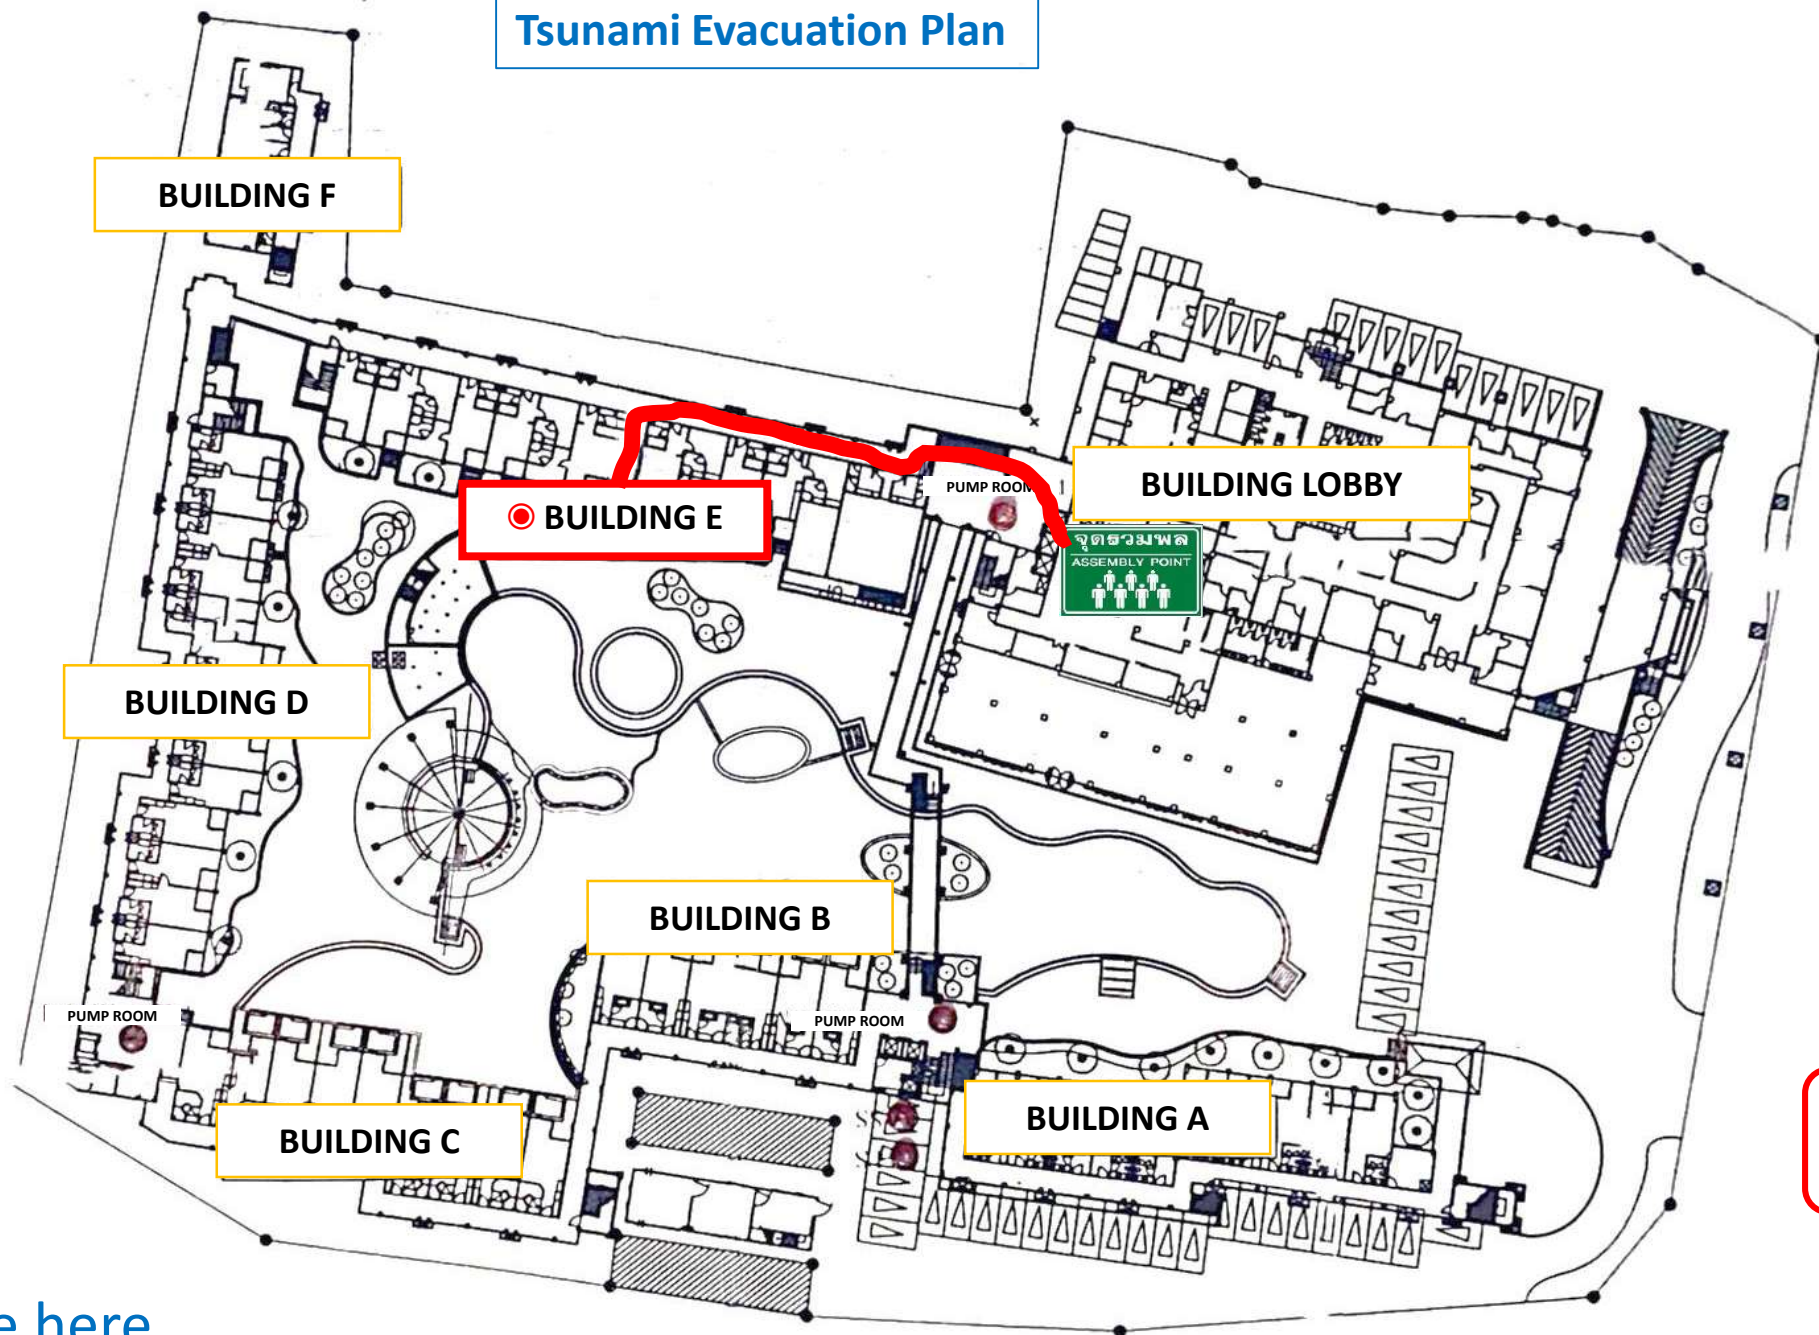 Tsunami Evacuation Plan
BUILDING F
BUILDING LOBBY
PUMP ROOM
BUILDING E
จุดรวมพล
ASSEMBLY POINT
BUILDING D
BUILDING B
PUMP ROOM
PUMP ROOM
BUILDING A
BUILDING C
here